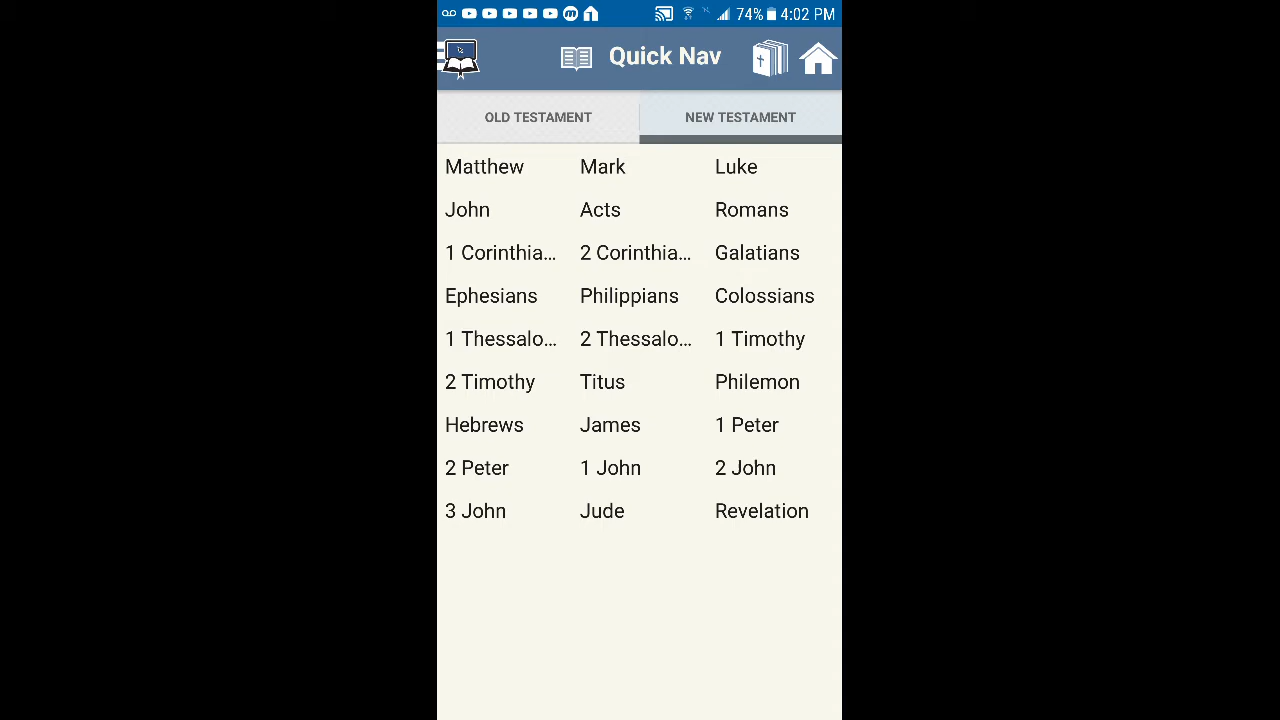 74% 4:02 PM
Quick Nav
OLD TESTAMENT NEW TESTAMENT
Matthew Mark Luke
John Acts Romans
1 Corinthia... 2 Corinthia... Galatians
Ephesians Philippians Colossians
1 Thessalo... 2 Thessalo... 1 Timothy
2 Timothy Titus Philemon
Hebrews James 1 Peter
2 Peter 1 John 2 John
3 John Jude Revelation